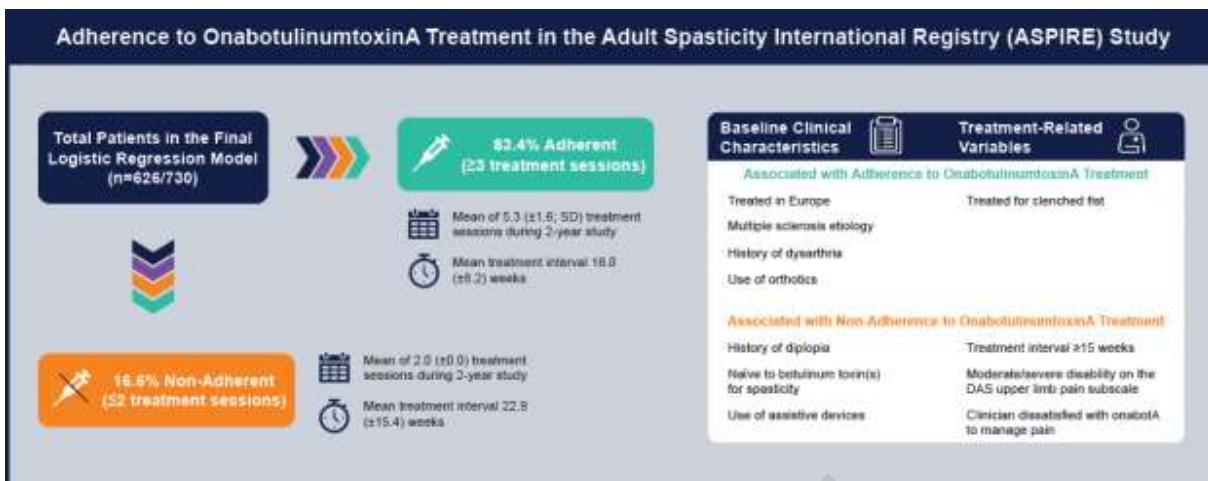 Adherence to OnabotulinumtoxinA Treatment in the Adult Spasticity International Registry (ASPIRE) Study
Total Patients in the Final
Logistic Regression Model
(n=626/730)
83.4% Adherent
(≥3 treatment sessions)
Mean of 5.3 (±1.6; SD) treatment
sessions during 2-year study
Mean treatment interval
weeks
16.6% Non-Adherent
(≤2 treatment sessions)
Mean of 2.0 (±0.0) treatment
sessions during 2-year study
Mean treatment interval 22.9
(±15.4) weeks
Baseline Clinical
Characteristics
Treatment-Related
Variables
Associated with Adherence to OnabotulinumtoxinA Treatment
Treated in Europe
Multiple sclerosis etiology
History of dysarthria
Use of orthotics
Treated for clenched fist
Associated with Non-Adherence to OnabotulinumtoxinA Treatment
History of diplopia
Naïve to botulinum toxin(s)
for spasticity
Use of assistive devices
Treatment interval ≥15 weeks
Moderate/severe disability on the
DAS upper limb pain subscale
Clinician dissatisfied with onabotA
to manage pain